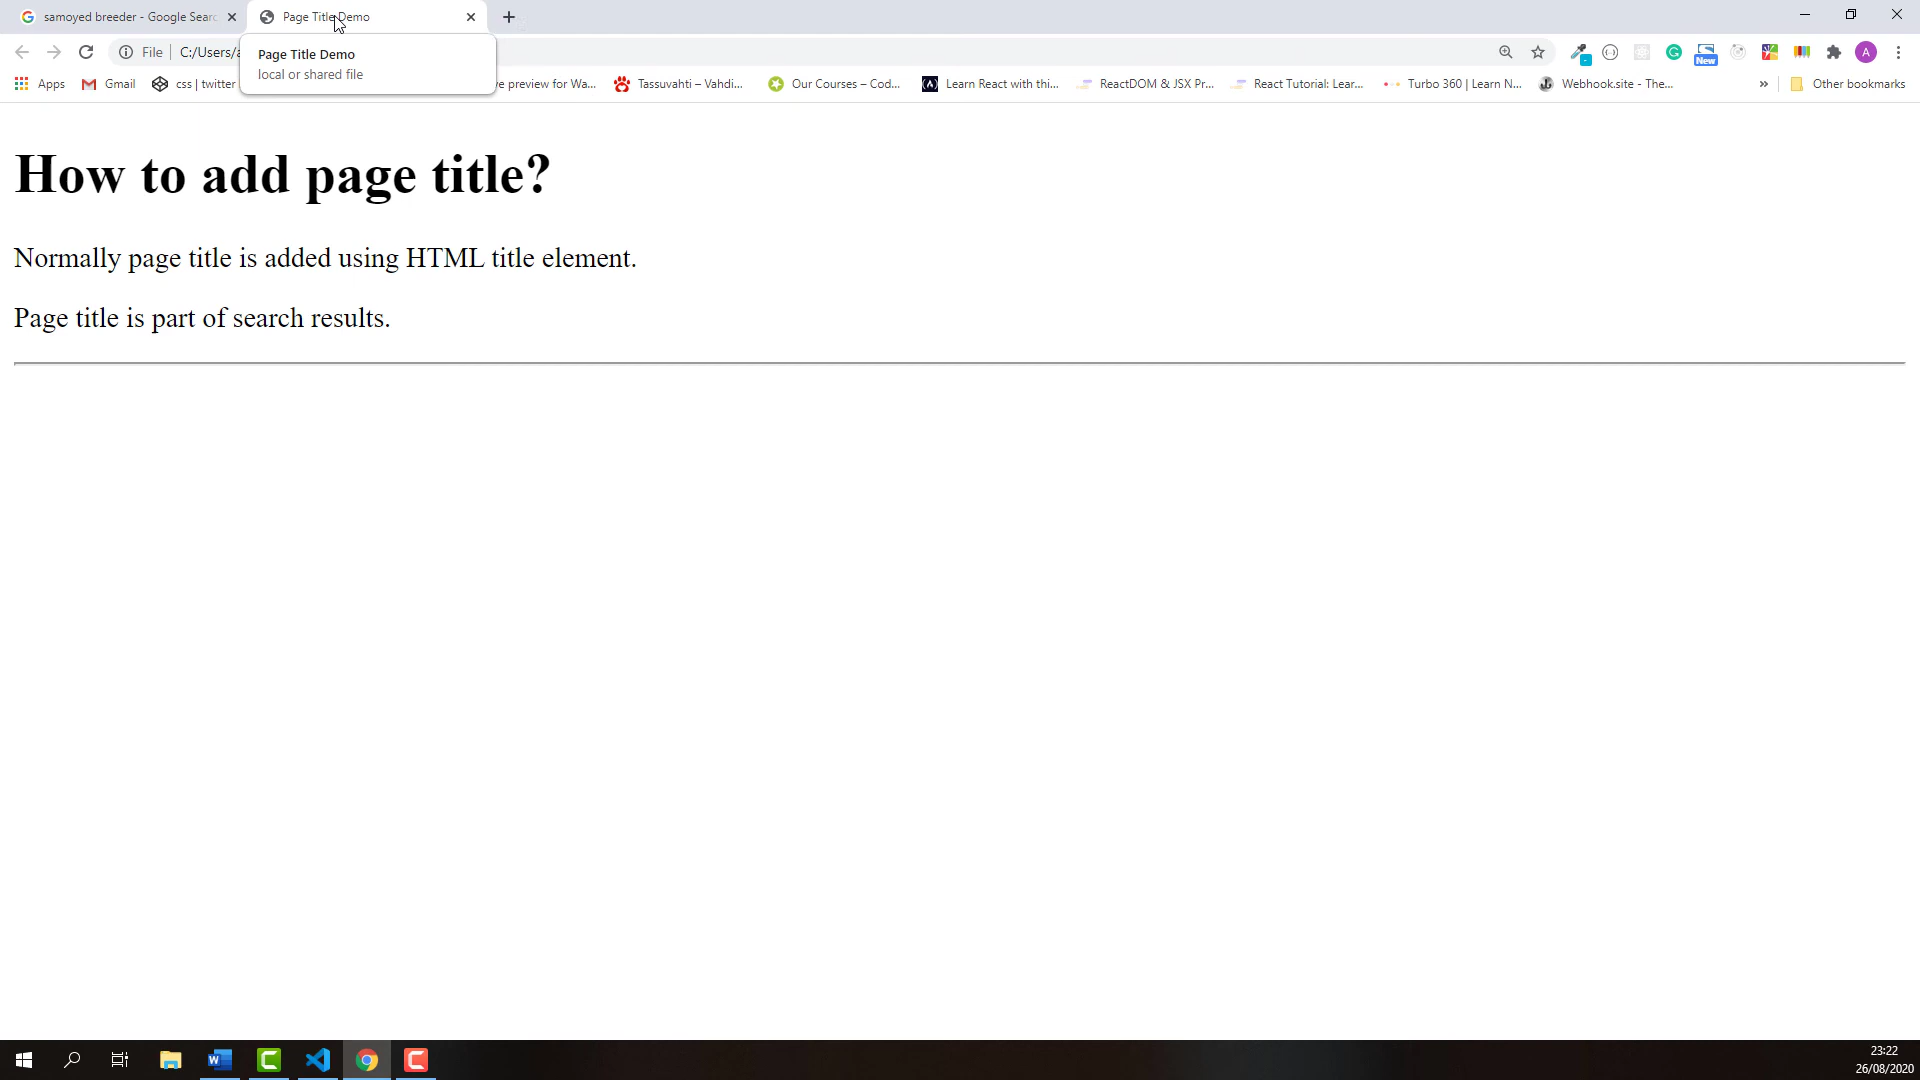 samoyed breeder - Google Sear
Page Title Demo
File
C:/Users/a
Page Title Demo
local or shared file
New
A
Apps
Gmail
css | twitter
ve preview for Wa...
Tassuvahti – Vahdi...
Our Courses – Cod...
Learn React with thi...
ReactDOM & JSX Pr...
React Tutorial: Lear...
Turbo 360 | Learn N...
Webhook.site - The...
»
Other bookmarks
How to add page title?
Normally page title is added using HTML title element.
Page title is part of search results.
23:22
26/08/2020